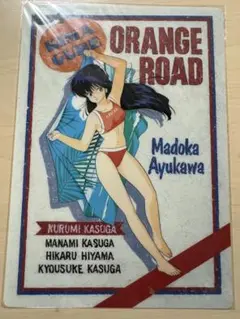 ORANGE
ROAD
Madoka
Ayukawa
KURUMI KASUGA
MANAMI KASUGA
HIKARU HIYAMA
KYOUSUKE KASUGA